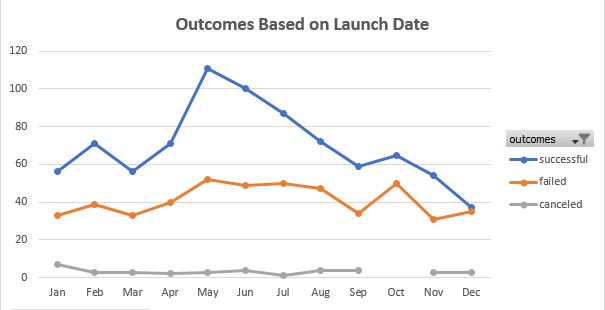 Outcomes Based on Launch Date
120
100
80
60
40
20
0
Jan Feb Mar Apr May Jun Jul Aug Sep Oct Nov Dec
outcomes
successful
failed
canceled